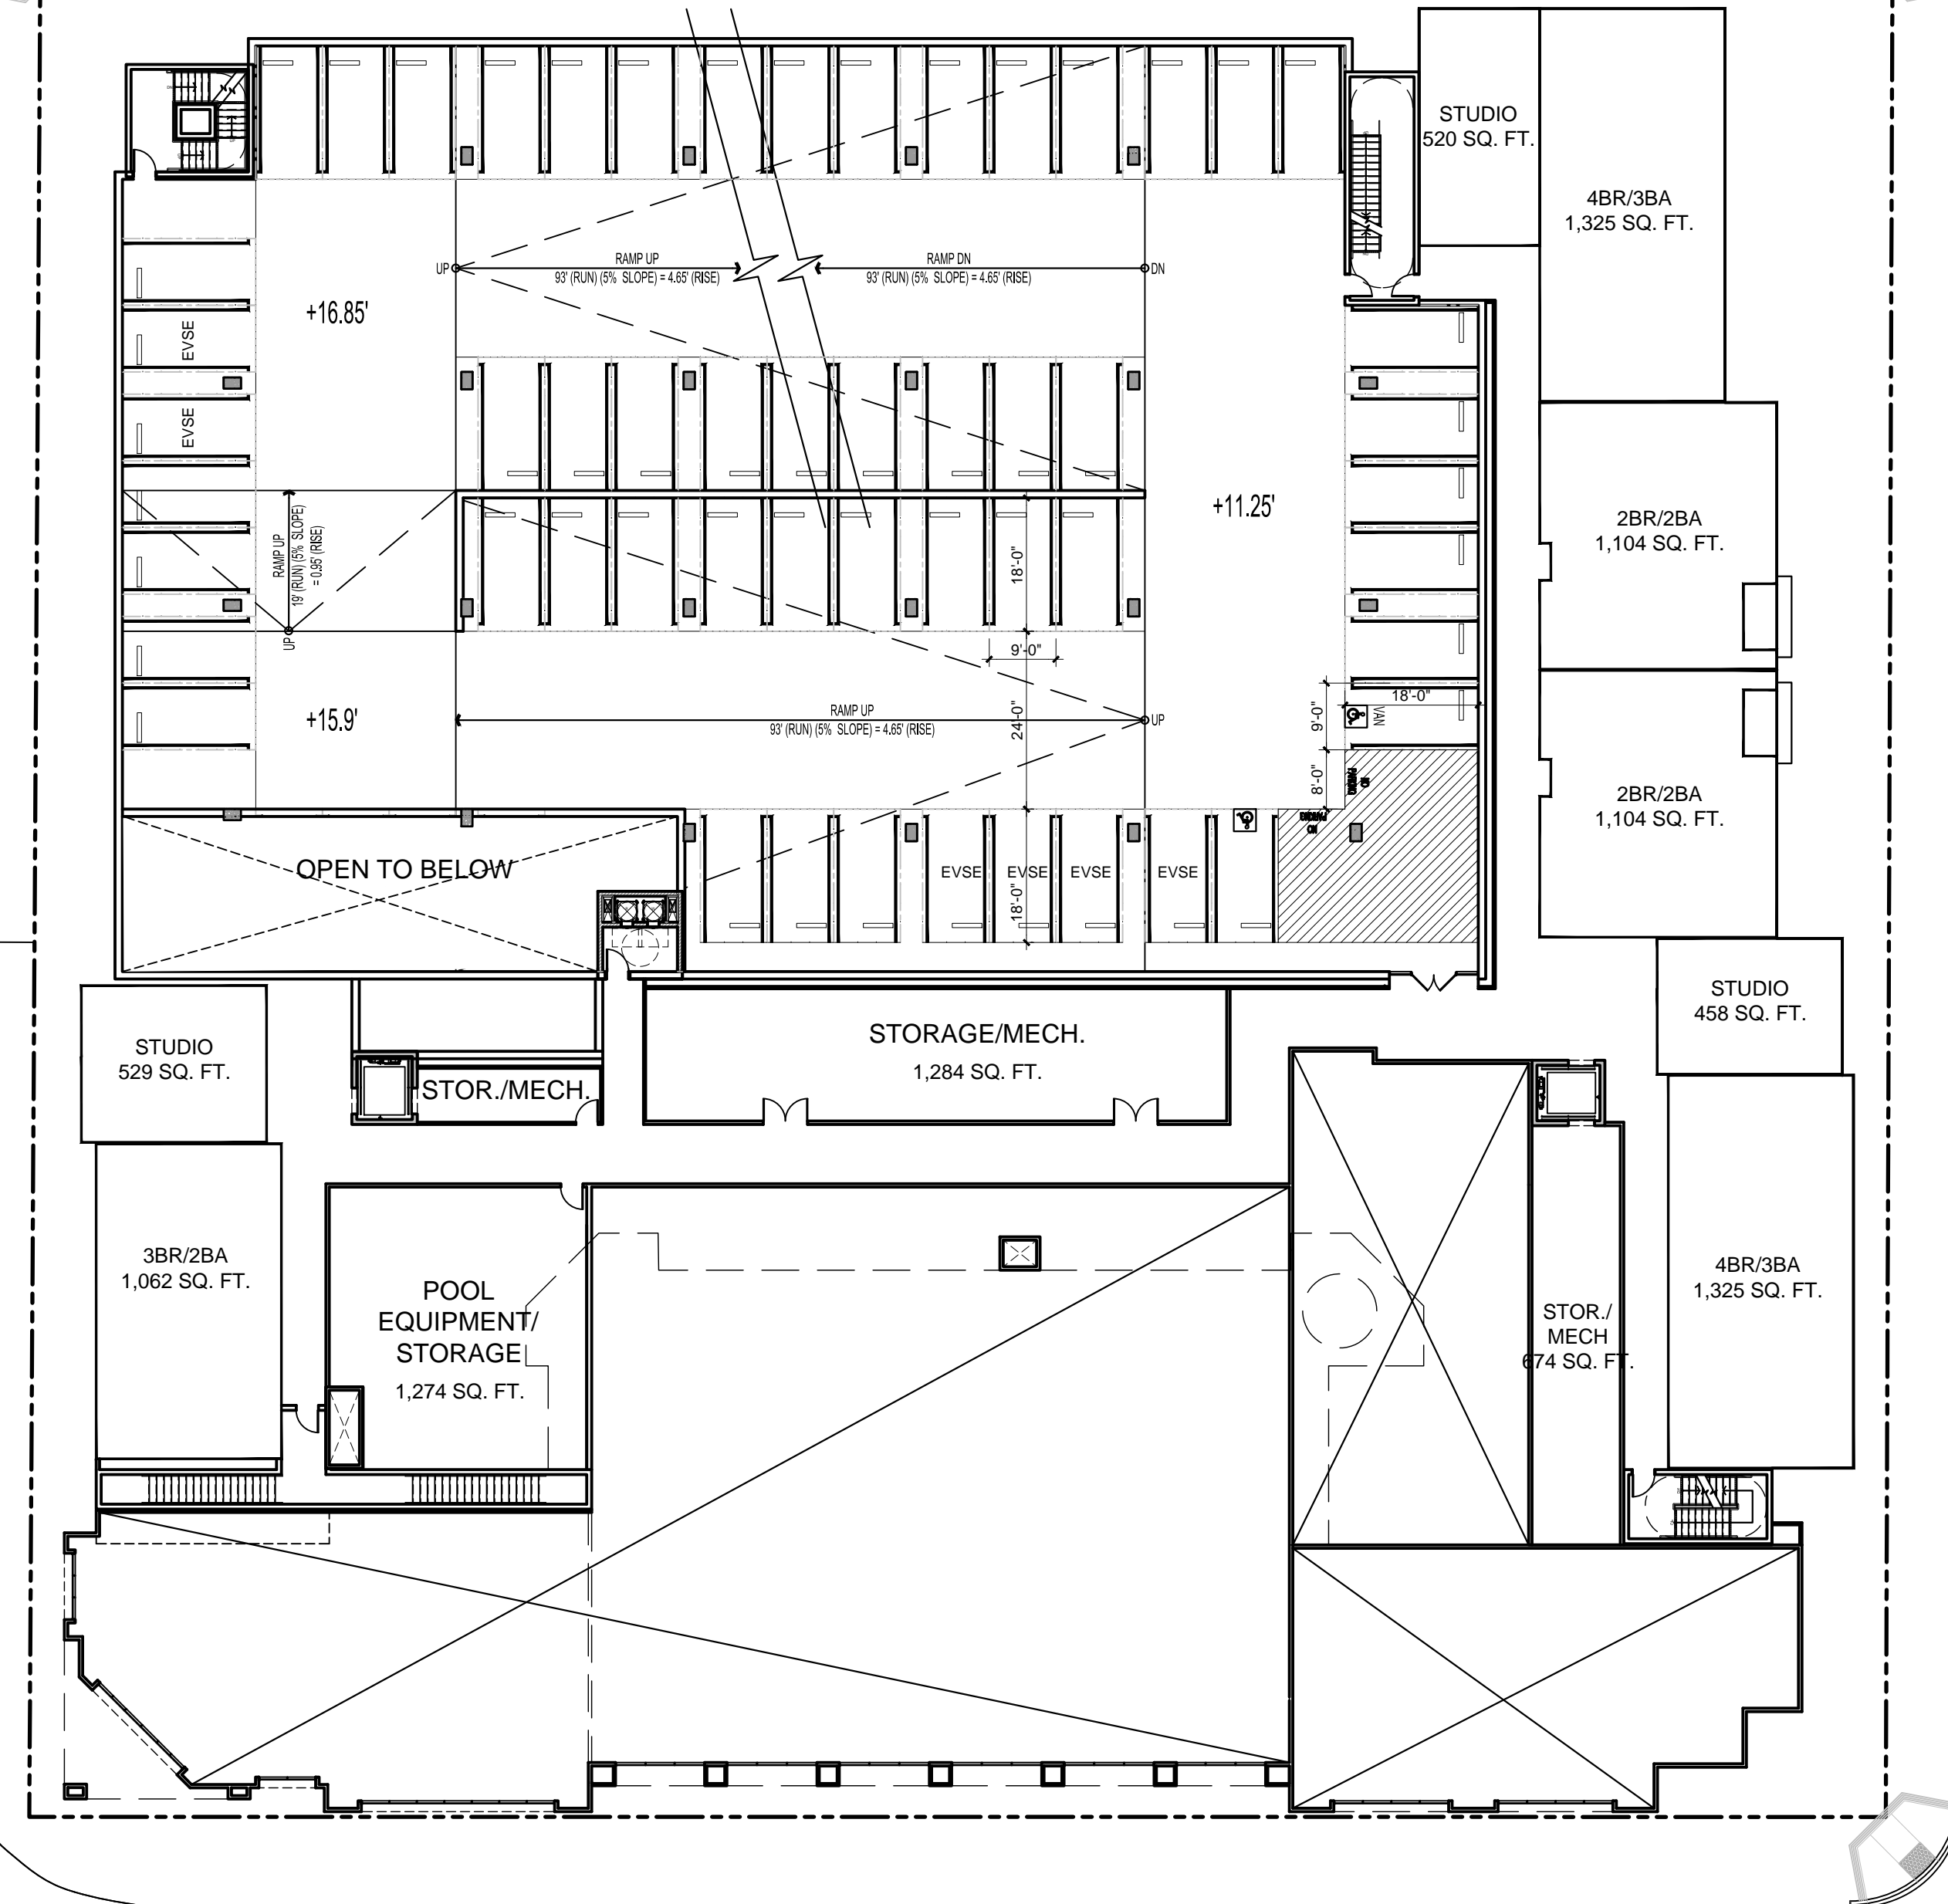 STUDIO
520 SQ. FT.
4BR/3BA
1,325 SQ. FT.
UP
RAMP UP
93' (RUN) (5% SLOPE) = 4.65' (RISE)
RAMP DN
93' (RUN) (5% SLOPE) = 4.65' (RISE)
DN
+16.85'
EVSE
EVSE
+11.25'
RAMP UP
19' (RUN) (5% SLOPE)
= 0.95' (RISE)
UP
18'-0"
9'-0"
2BR/2BA
1,104 SQ. FT.
+15.9'
RAMP UP
93' (RUN) (5% SLOPE) = 4.65' (RISE)
24'-0"
UP
18'-0"
9'-0"
VAN
8'-0"
NO
PARKING
NO
PARKING
2BR/2BA
1,104 SQ. FT.
OPEN TO BELOW
EVSE
EVSE
EVSE
EVSE
18'-0"
STUDIO
458 SQ. FT.
STUDIO
529 SQ. FT.
STOR./MECH.
STORAGE/MECH.
1,284 SQ. FT.
3BR/2BA
1,062 SQ. FT.
POOL
EQUIPMENT/
STORAGE
1,274 SQ. FT.
STOR./
MECH
674 SQ. FT.
4BR/3BA
1,325 SQ. FT.